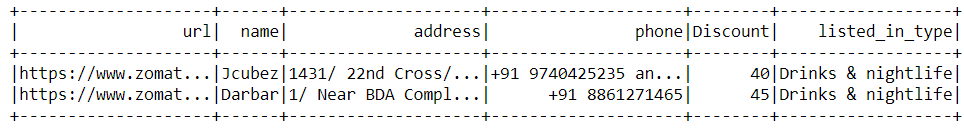 +--------------------+------+--------------------+--------------------+--------+------------------+
|                 url|  name|             address|               phone|Discount|    listed_in_type|
+--------------------+------+--------------------+--------------------+--------+------------------+
|https://www.zomat...|Jcubez|1431/ 22nd Cross/...|+91 9740425235 an...|      40|Drinks & nightlife|
|https://www.zomat...|Darbar|1/ Near BDA Compl...|      +91 8861271465|      45|Drinks & nightlife|
+--------------------+------+--------------------+--------------------+--------+------------------+